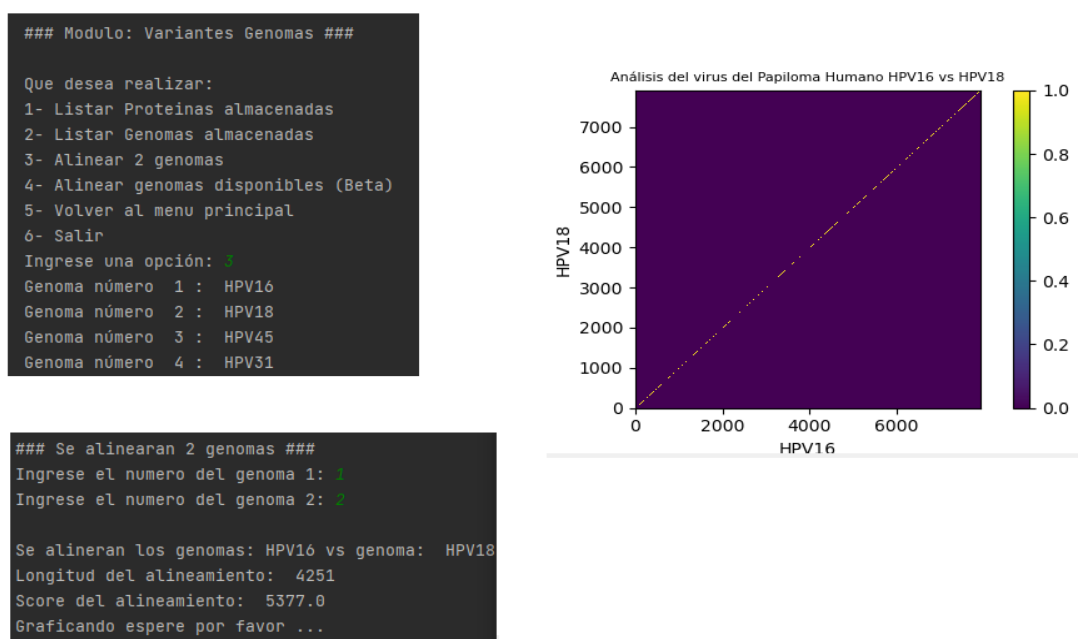 ### Modulo: Variantes Genomas ###
Que desea realizar:
1- Listar Proteinas almacenadas
2- Listar Genomas almacenadas
3- Alinear 2 genomas
4- Alinear genomas disponibles (Beta)
5- Volver al menu principal
6- Salir
Ingrese una opción: 3
Genoma número 1 : HPV16
Genoma número 2 : HPV18
Genoma número 3 : HPV45
Genoma número 4 : HPV31
### Se alinearan 2 genomas ###
Ingrese el numero del genoma 1: 1
Ingrese el numero del genoma 2: 2
Se alineran los genomas: HPV16 vs genoma: HPV18
Longitud del alineamiento: 4251
Score del alineamiento: 5377.0
Graficando espere por favor ...
Análisis del virus del Papiloma Humano HPV16 vs HPV18
7000
6000
5000
4000
3000
2000
1000
0
HPV18
0 2000 4000 6000
HPV16
1.0
0.8
0.6
0.4
0.2
0.0